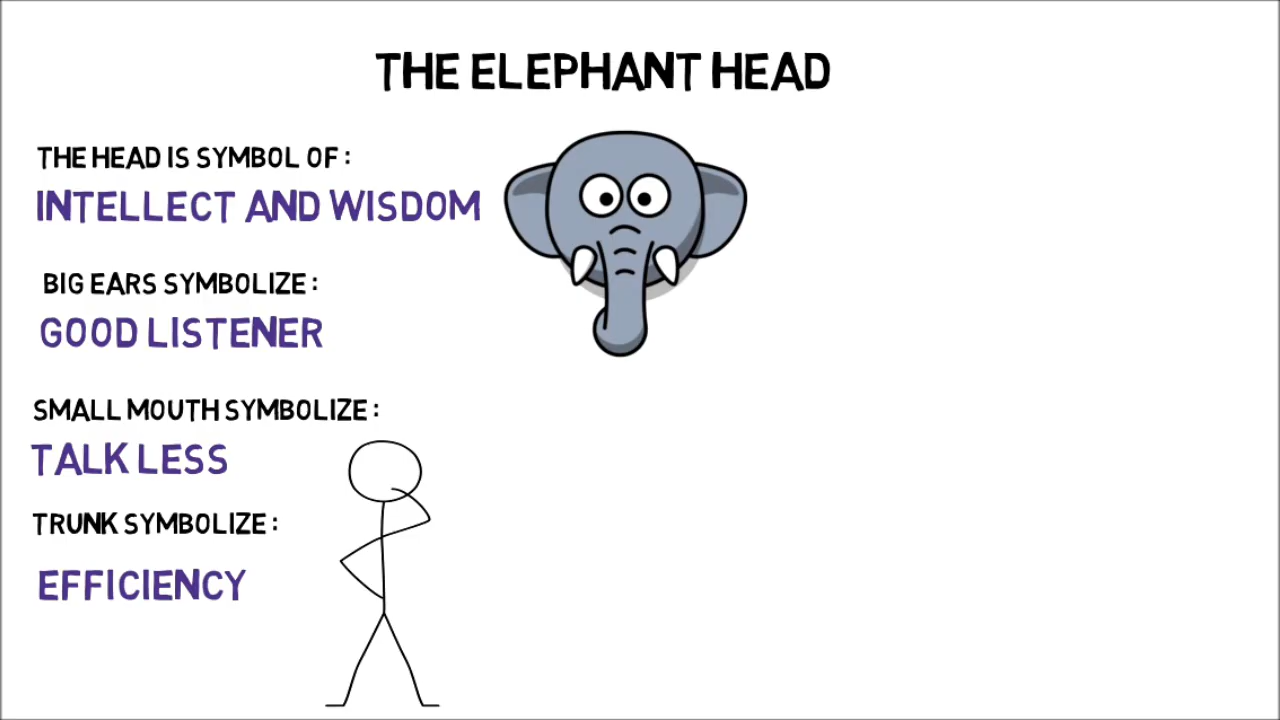 THE ELEPHANT HEAD
THE HEAD IS SYMBOL OF :
INTELLECT AND WISDOM
BIG EARS SYMBOLIZE :
GOOD LISTENER
SMALL MOUTH SYMBOLIZE :
TALK LESS
TRUNK SYMBOLIZE :
EFFICIENCY